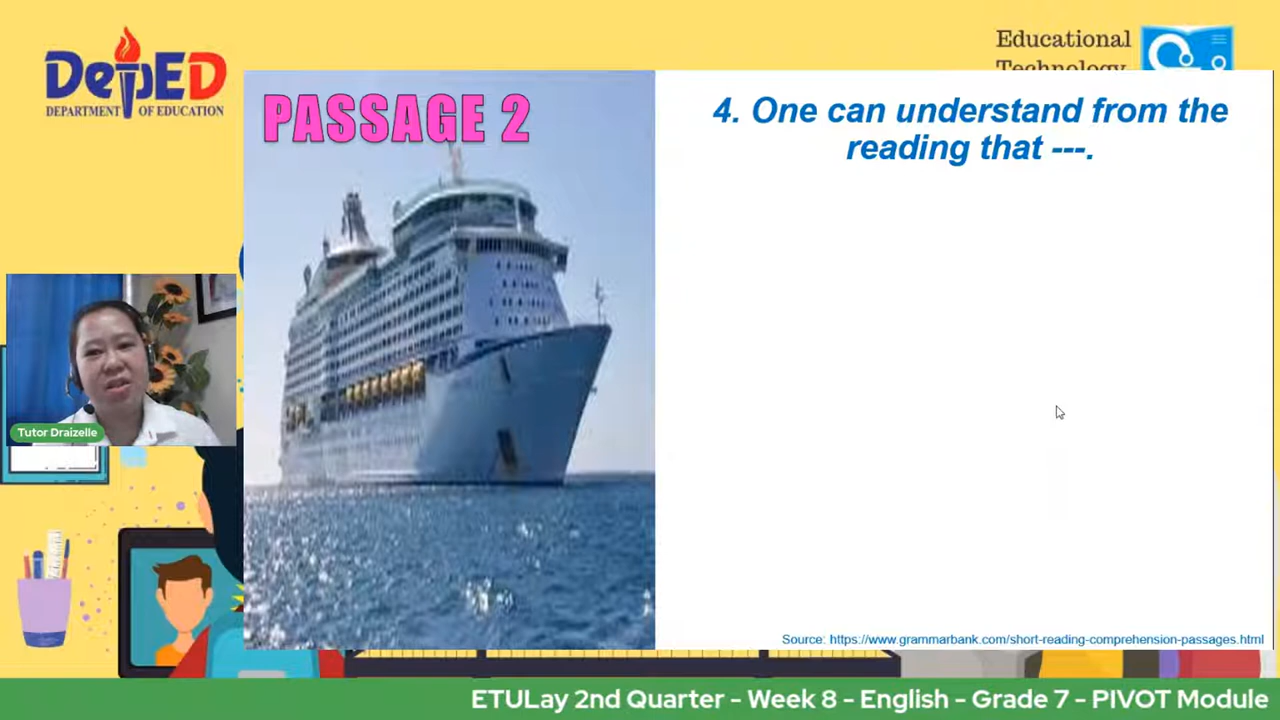 DepED
DEPARTMENT OF EDUCATION
Educational
Technology
PASSAGE 2
4. One can understand from the
reading that ---.
Tutor Draizelle
Source: https://www.grammarbank.com/short-reading-comprehension-passages.html
ETULay 2nd Quarter - Week 8 - English - Grade 7 - PIVOT Module